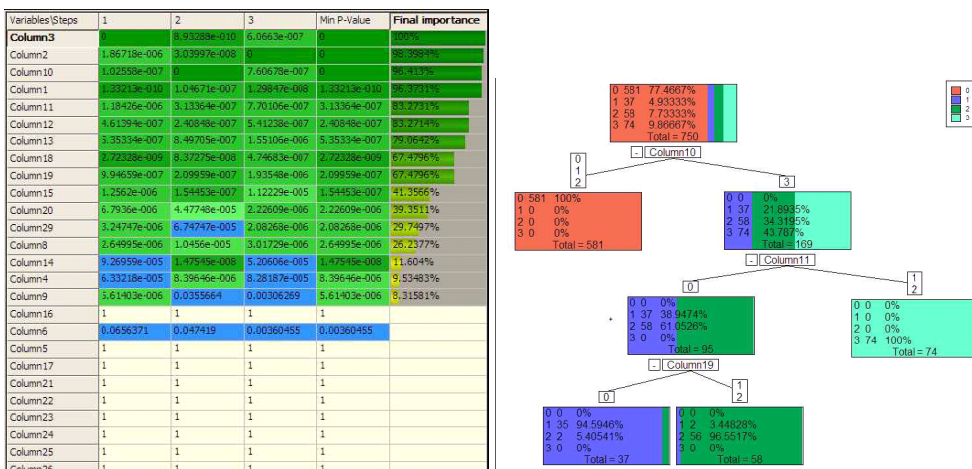 Variables\Steps 1 2 3 Min P-Value Final importance
Column3 0 8.93288e-010 6.0663e-007 0 100%
Column2 1.86718e-006 3.03997e-008 0 0 98.3984%
Column10 1.02558e-007 0 7.60678e-007 0 96.413%
Column1 1.33213e-010 1.04671e-007 1.29847e-008 1.33213e-010 96.3731%
Column11 1.18426e-006 3.13364e-007 7.70106e-007 3.13364e-007 83.2731%
Column12 4.61394e-007 2.40848e-007 5.41238e-007 2.40848e-007 83.2714%
Column13 5.35334e-007 8.49705e-007 1.55106e-006 5.35334e-007 79.0642%
Column18 2.72328e-009 8.37275e-008 4.74683e-007 2.72328e-009 67.4796%
Column19 9.94659e-007 2.09959e-007 1.93548e-006 2.09959e-007 67.4796%
Column15 1.2562e-006 1.54453e-007 1.12229e-005 1.54453e-007 41.3566%
Column20 6.7936e-006 4.47748e-005 2.22609e-006 2.22609e-006 39.3511%
Column29 3.24747e-006 6.74747e-005 2.08268e-006 2.08268e-006 29.7497%
Column8 2.64995e-006 1.0456e-005 3.01729e-006 2.64995e-006 26.2377%
Column14 9.26959e-005 1.47545e-008 5.20606e-005 1.47545e-008 11.604%
Column4 6.33218e-005 8.39646e-006 8.28187e-005 8.39646e-006 9.53483%
Column9 5.61403e-006 0.0355664 0.00306269 5.61403e-006 8.31581%
Column16 1 1 1 1
Column6 0.0656371 0.047419 0.00360455 0.00360455
Column5 1 1 1 1
Column17 1 1 1 1
Column21 1 1 1 1
Column22 1 1 1 1
Column23 1 1 1 1
Column24 1 1 1 1
Column25 1 1 1 1
Column26 1 1 1 1
0 581 77.4667%
1 37 4.93333%
2 58 7.73333%
3 74 9.86667%
Total = 750
0
1
2
3
- Column10
0
1
2
3
0 581 100%
1 0 0%
2 0 0%
3 0 0%
Total = 581
0 0 0%
1 37 21.8935%
2 58 34.3195%
3 74 43.787%
Total = 169
- Column11
0
1
2
0 0 0%
1 37 38.9474%
2 58 61.0526%
3 0 0%
Total = 95
0 0 0%
1 0 0%
2 0 0%
3 74 100%
Total = 74
- Column19
0
1
2
0 0 0%
1 35 94.5946%
2 2 5.40541%
3 0 0%
Total = 37
0 0 0%
1 2 3.44828%
2 56 96.5517%
3 0 0%
Total = 58